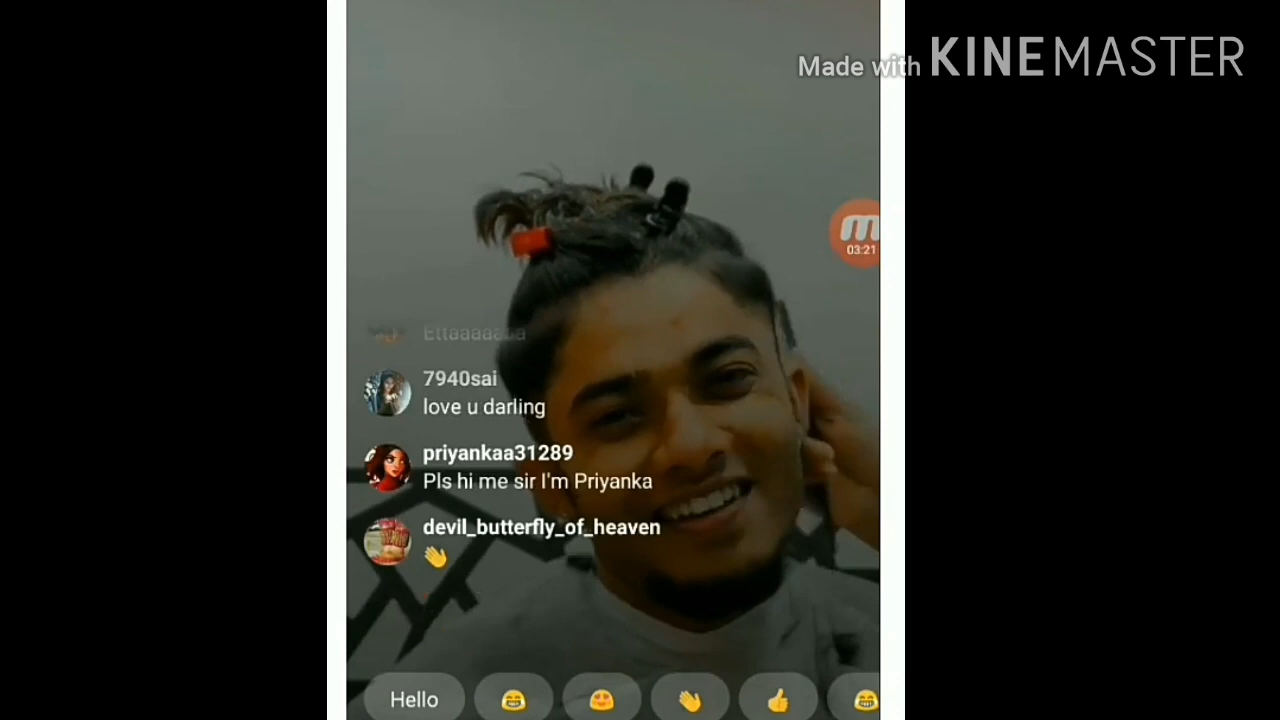 Made with KINEMASTER
03:21
7940sai
love u darling
priyankaa31289
Pls hi me sir I'm Priyanka
devil_butterfly_of_heaven
👋
Hello 😂 😍 👋 👍 😂